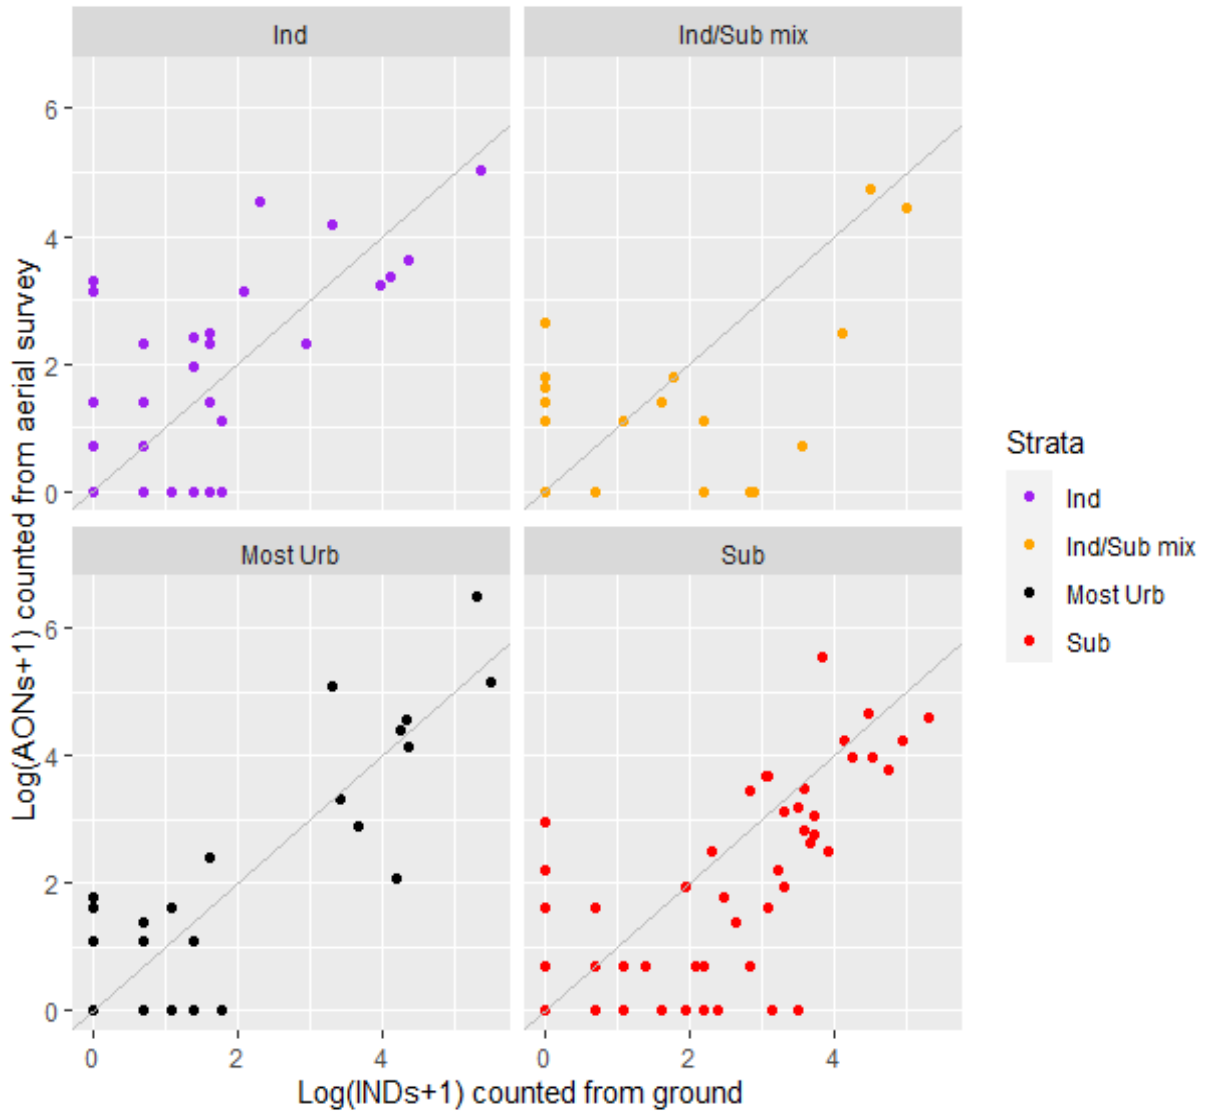 Ind
Ind/Sub mix
6
4
2
0
Most Urb
Sub
6
4
2
0
0
2
4
0
2
4
Log(INDs+1) counted from ground
Log(AONs+1) counted from aerial survey
Strata
Ind
Ind/Sub mix
Most Urb
Sub